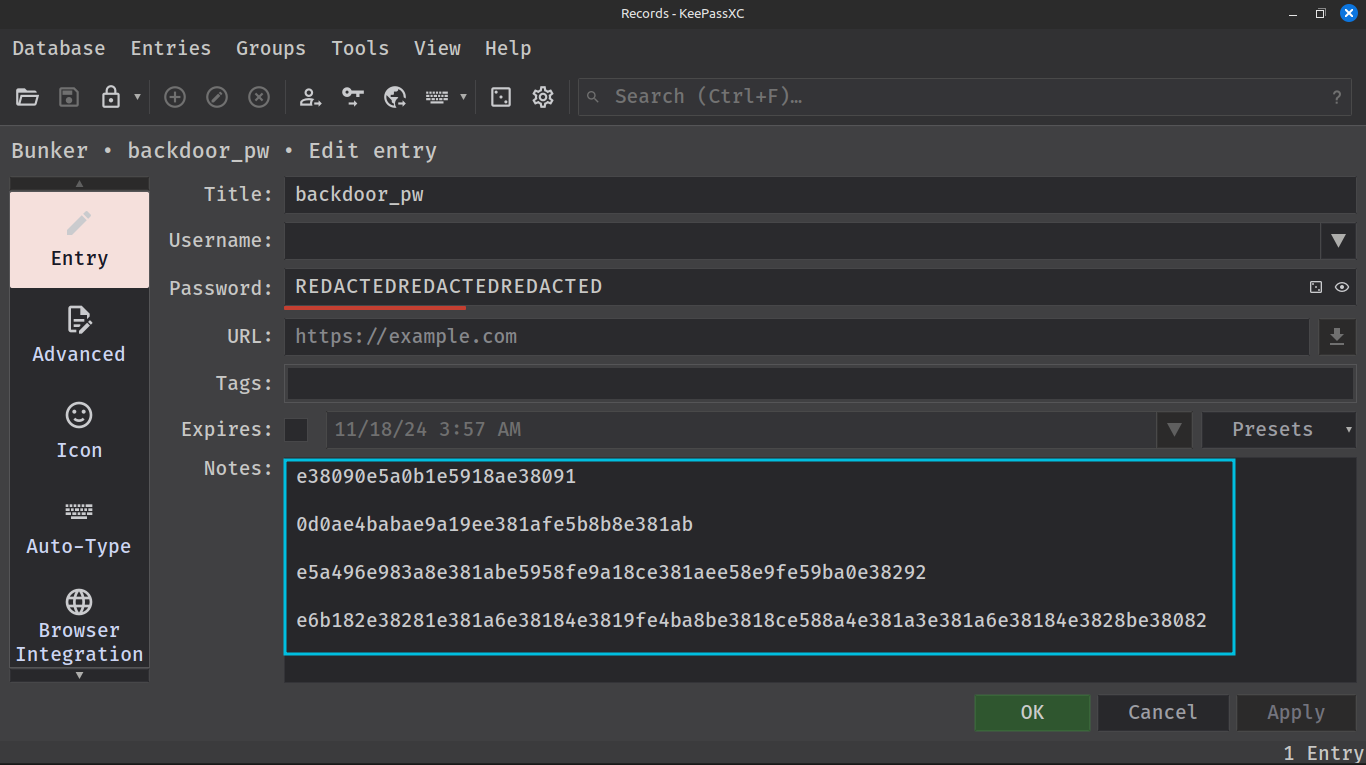 Records - KeePassXC
Database Entries Groups Tools View Help
Search (Ctrl+F)… ?
Bunker • backdoor_pw • Edit entry
Entry
Advanced
Icon
Auto-Type
Browser
Integration
Title: backdoor_pw
Username:
Password: REDACTEDREDACTEDREDACTED
URL: https://example.com
Tags:
Expires: 11/18/24 3:57 AM Presets
Notes:
e38090e5a0b1e5918ae38091
0d0ae4babae9a19ee381afe5b8b8e381ab
e5a496e983a8e381abe5958fe9a18ce381aee58e9fe59ba0e38292
e6b182e38281e381a6e38184e3819fe4ba8be3818ce588a4e381a3e381a6e38184e3828be38082
OK Cancel Apply
1 Entry